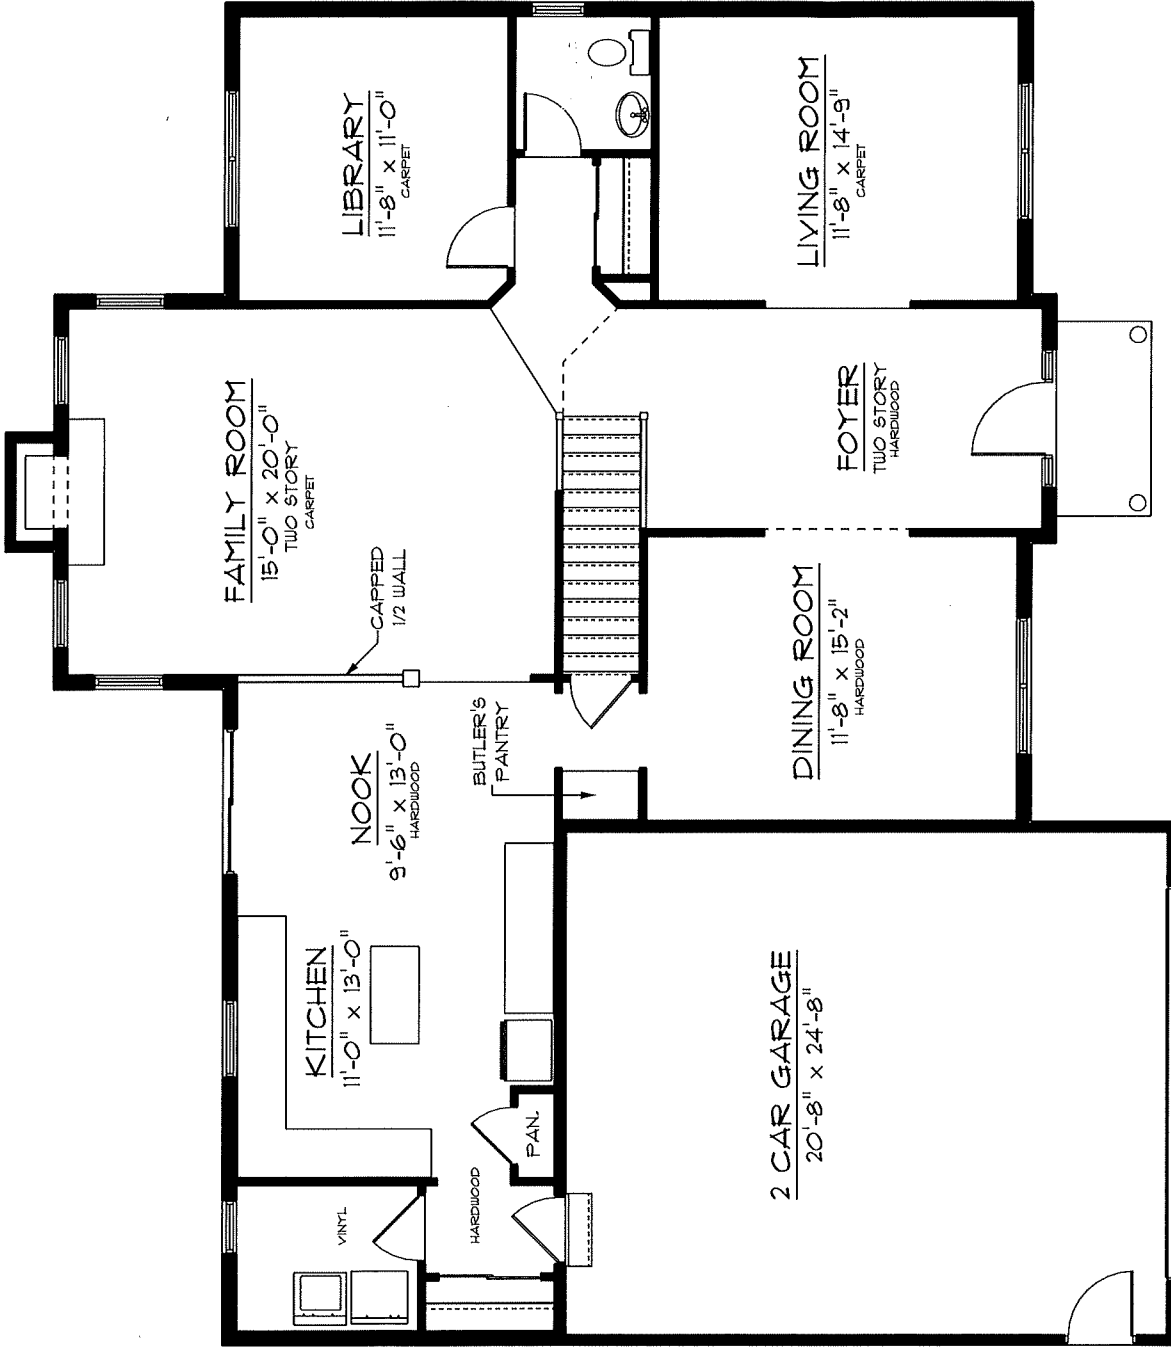 LIBRARY
11'-8" x 11'-0"
CARPET
LIVING ROOM
11'-8" x 14'-9"
CARPET
FAMILY ROOM
15'-0" x 20'-0"
TWO STORY
CARPET
FOYER
TWO STORY
HARDWOOD
CAPPED
1/2 WALL
BUTLER'S
PANTRY
NOOK
9'-6" x 13'-0"
HARDWOOD
DINING ROOM
11'-8" x 15'-2"
HARDWOOD
KITCHEN
11'-0" x 13'-0"
PAN.
HARDWOOD
VINYL
2 CAR GARAGE
20'-8" x 24'-8"